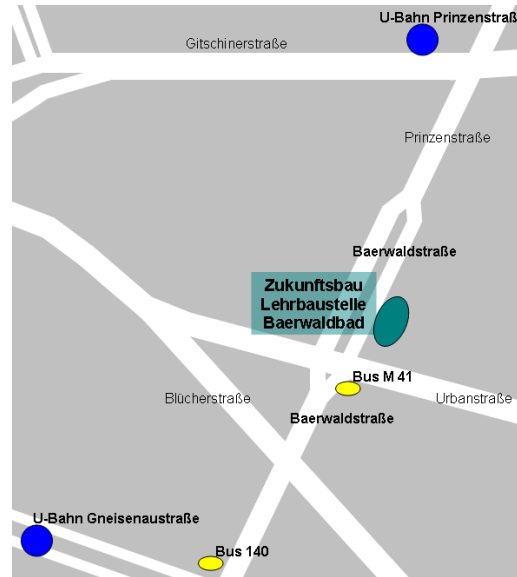 U-Bahn Prinzenstraß
Gitschinerstraße
Prinzenstraße
Baerwaldstraße
Zukunftsbau
Lehrbaustelle
Baerwaldbad
Bus M 41
Blücherstraße
Urbanstraße
Baerwaldstraße
U-Bahn Gneisenaustraße
Bus 140